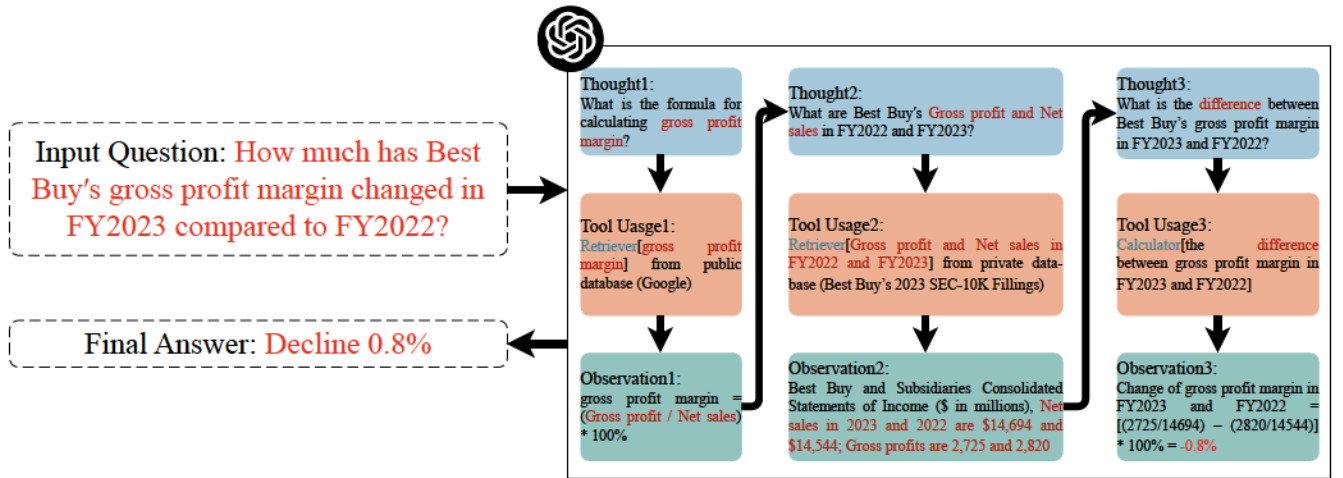 Input Question: How much has Best
Buy's gross profit margin changed in
FY2023 compared to FY2022?
Final Answer: Decline 0.8%
Thought1:
What is the formula for
calculating gross profit
margin?
Tool Uasge1:
Retriever[gross profit
margin] from public
database (Google)
Observation1:
gross profit margin =
(Gross profit / Net sales)
* 100%
Thought2:
What are Best Buy's Gross profit and Net
sales in FY2022 and FY2023?
Tool Usage2:
Retriever[Gross profit and Net sales in
FY2022 and FY2023] from private data-
base (Best Buy's 2023 SEC-10K Fillings)
Observation2:
Best Buy and Subsidiaries Consolidated
Statements of Income ($ in millions), Net
sales in 2023 and 2022 are $14,694 and
$14,544; Gross profits are 2,725 and 2,820
Thought3:
What is the difference between
Best Buy's gross profit margin
in FY2023 and FY2022?
Tool Usage3:
Calculator[the difference
between gross profit margin in
FY2023 and FY2022]
Observation3:
Change of gross profit margin in
FY2023 and FY2022 =
[(2725/14694) – (2820/14544)]
* 100% = -0.8%